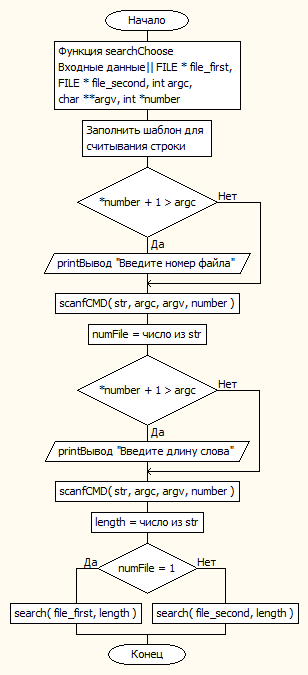 Начало
Функция searchChoose
Входные данные|| FILE * file_first,
FILE * file_second, int argc,
char **argv, int *number
Заполнить шаблон для
считывания строки
*number + 1 > argc
Нет
Да
printВывод "Введите номер файла"
scanfCMD( str, argc, argv, number )
numFile = число из str
*number + 1 > argc
Нет
Да
printВывод "Введите длину слова"
scanfCMD( str, argc, argv, number )
length = число из str
Да
numFile = 1
Нет
search( file_first, length )
search( file_second, length )
Конец